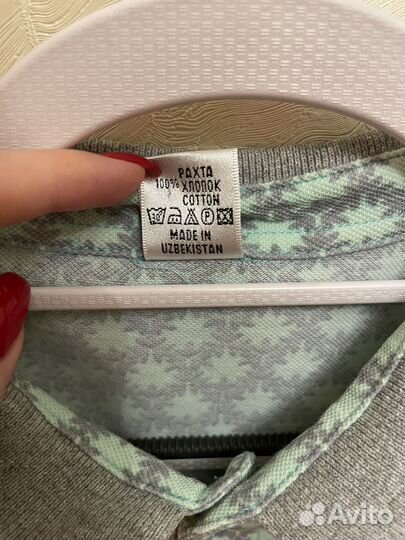 PAXTA
100% ХЛОПОК
COTTON
P
MADE IN
UZBEKISTAN
Avito